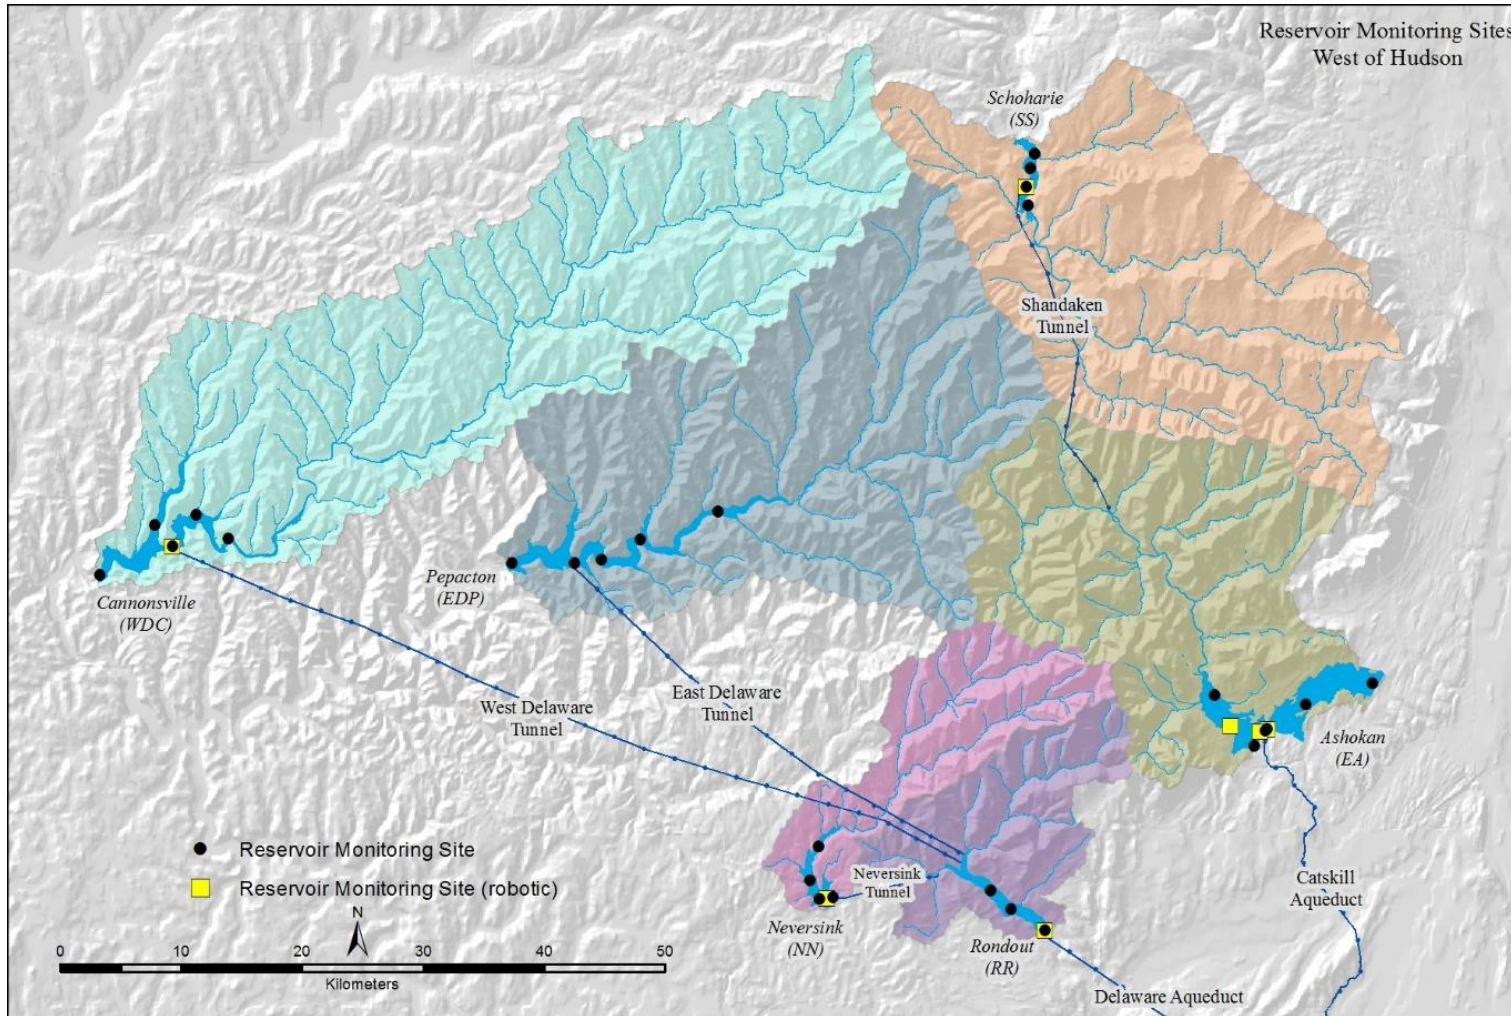 Reservoir Monitoring Sites
West of Hudson
Schoharie
(SS)
Shandaken
Tunnel
Pepacton
(EDP)
Cannonsville
(WDC)
East Delaware
Tunnel
West Delaware
Tunnel
Ashokan
(EA)
Reservoir Monitoring Site
Reservoir Monitoring Site (robotic)
Neversink
Tunnel
Catskill
Aqueduct
N
Neversink
(NN)
Rondout
(RR)
0 10 20 30 40 50
Kilometers
Delaware Aqueduct